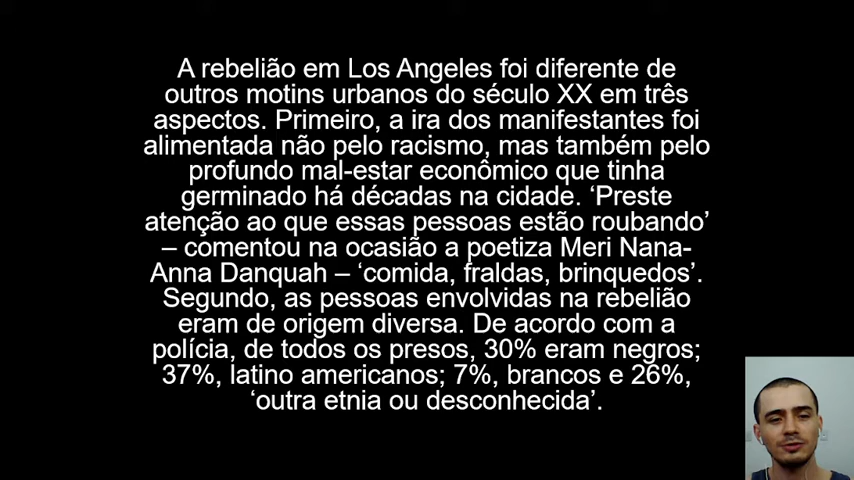 A rebelião em Los Angeles foi diferente de
outros motins urbanos do século XX em três
aspectos. Primeiro, a ira dos manifestantes foi
alimentada não pelo racismo, mas também pelo
profundo mal-estar econômico que tinha
germinado há décadas na cidade. ‘Preste
atenção ao que essas pessoas estão roubando’
– comentou na ocasião a poetiza Meri Nana-
Anna Danquah – ‘comida, fraldas, brinquedos’.
Segundo, as pessoas envolvidas na rebelião
eram de origem diversa. De acordo com a
polícia, de todos os presos, 30% eram negros;
37%, latino americanos; 7%, brancos e 26%,
‘outra etnia ou desconhecida’.